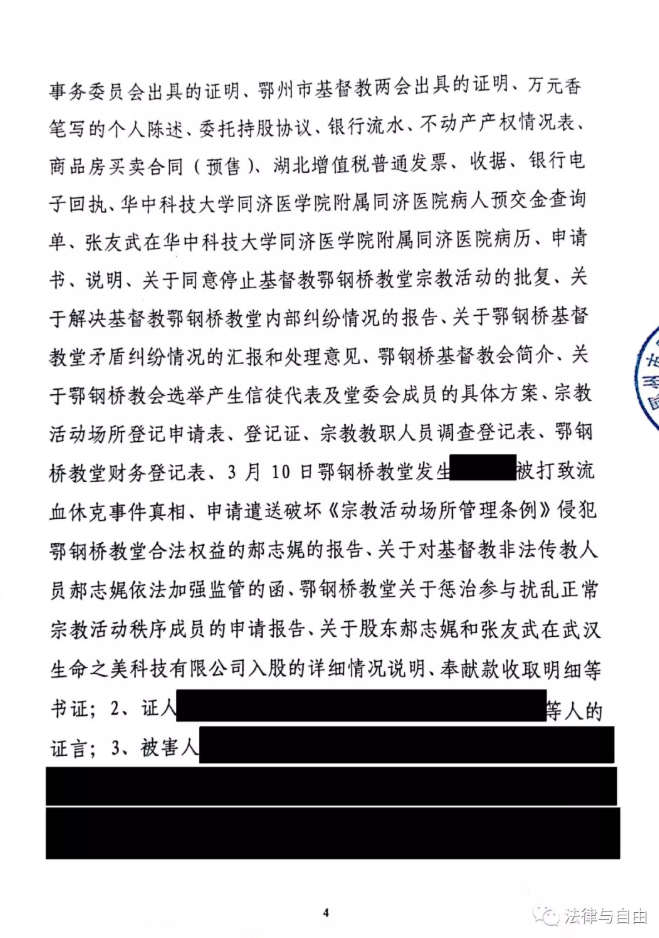 事务委员会出具的证明、鄂州市基督教两会出具的证明、万元香
笔写的个人陈述、委托持股协议、银行流水、不动产产权情况表、
商品房买卖合同（预售）、湖北增值税普通发票、收据、银行电
子回执、华中科技大学同济医学院附属同济医院病人预交金查询
单、张友武在华中科技大学同济医学院附属同济医院病历、申请
书、说明、关于同意停止基督教鄂钢桥教堂宗教活动的批复、关
于解决基督教鄂钢桥教堂内部纠纷情况的报告、关于鄂钢桥基督
教堂矛盾纠纷情况的汇报和处理意见、鄂钢桥基督教会简介、关
于鄂钢桥教会选举产生信徒代表及堂委会成员的具体方案、宗教
活动场所登记申请表、登记证、宗教教职人员调查登记表、鄂钢
桥教堂财务登记表、3月10日鄂钢桥教堂发生 被打致流
血休克事件真相、申请遣送破坏《宗教活动场所管理条例》侵犯
鄂钢桥教堂合法权益的郝志娓的报告、关于对基督教非法传教人
员郝志娓依法加强监管的函、鄂钢桥教堂关于惩治参与扰乱正常
宗教活动秩序成员的申请报告、关于股东郝志娓和张友武在武汉
生命之美科技有限公司入股的详细情况说明、奉献款收取明细等
书证；2、证人 等人的
证言；3、被害人
4
法律与自由